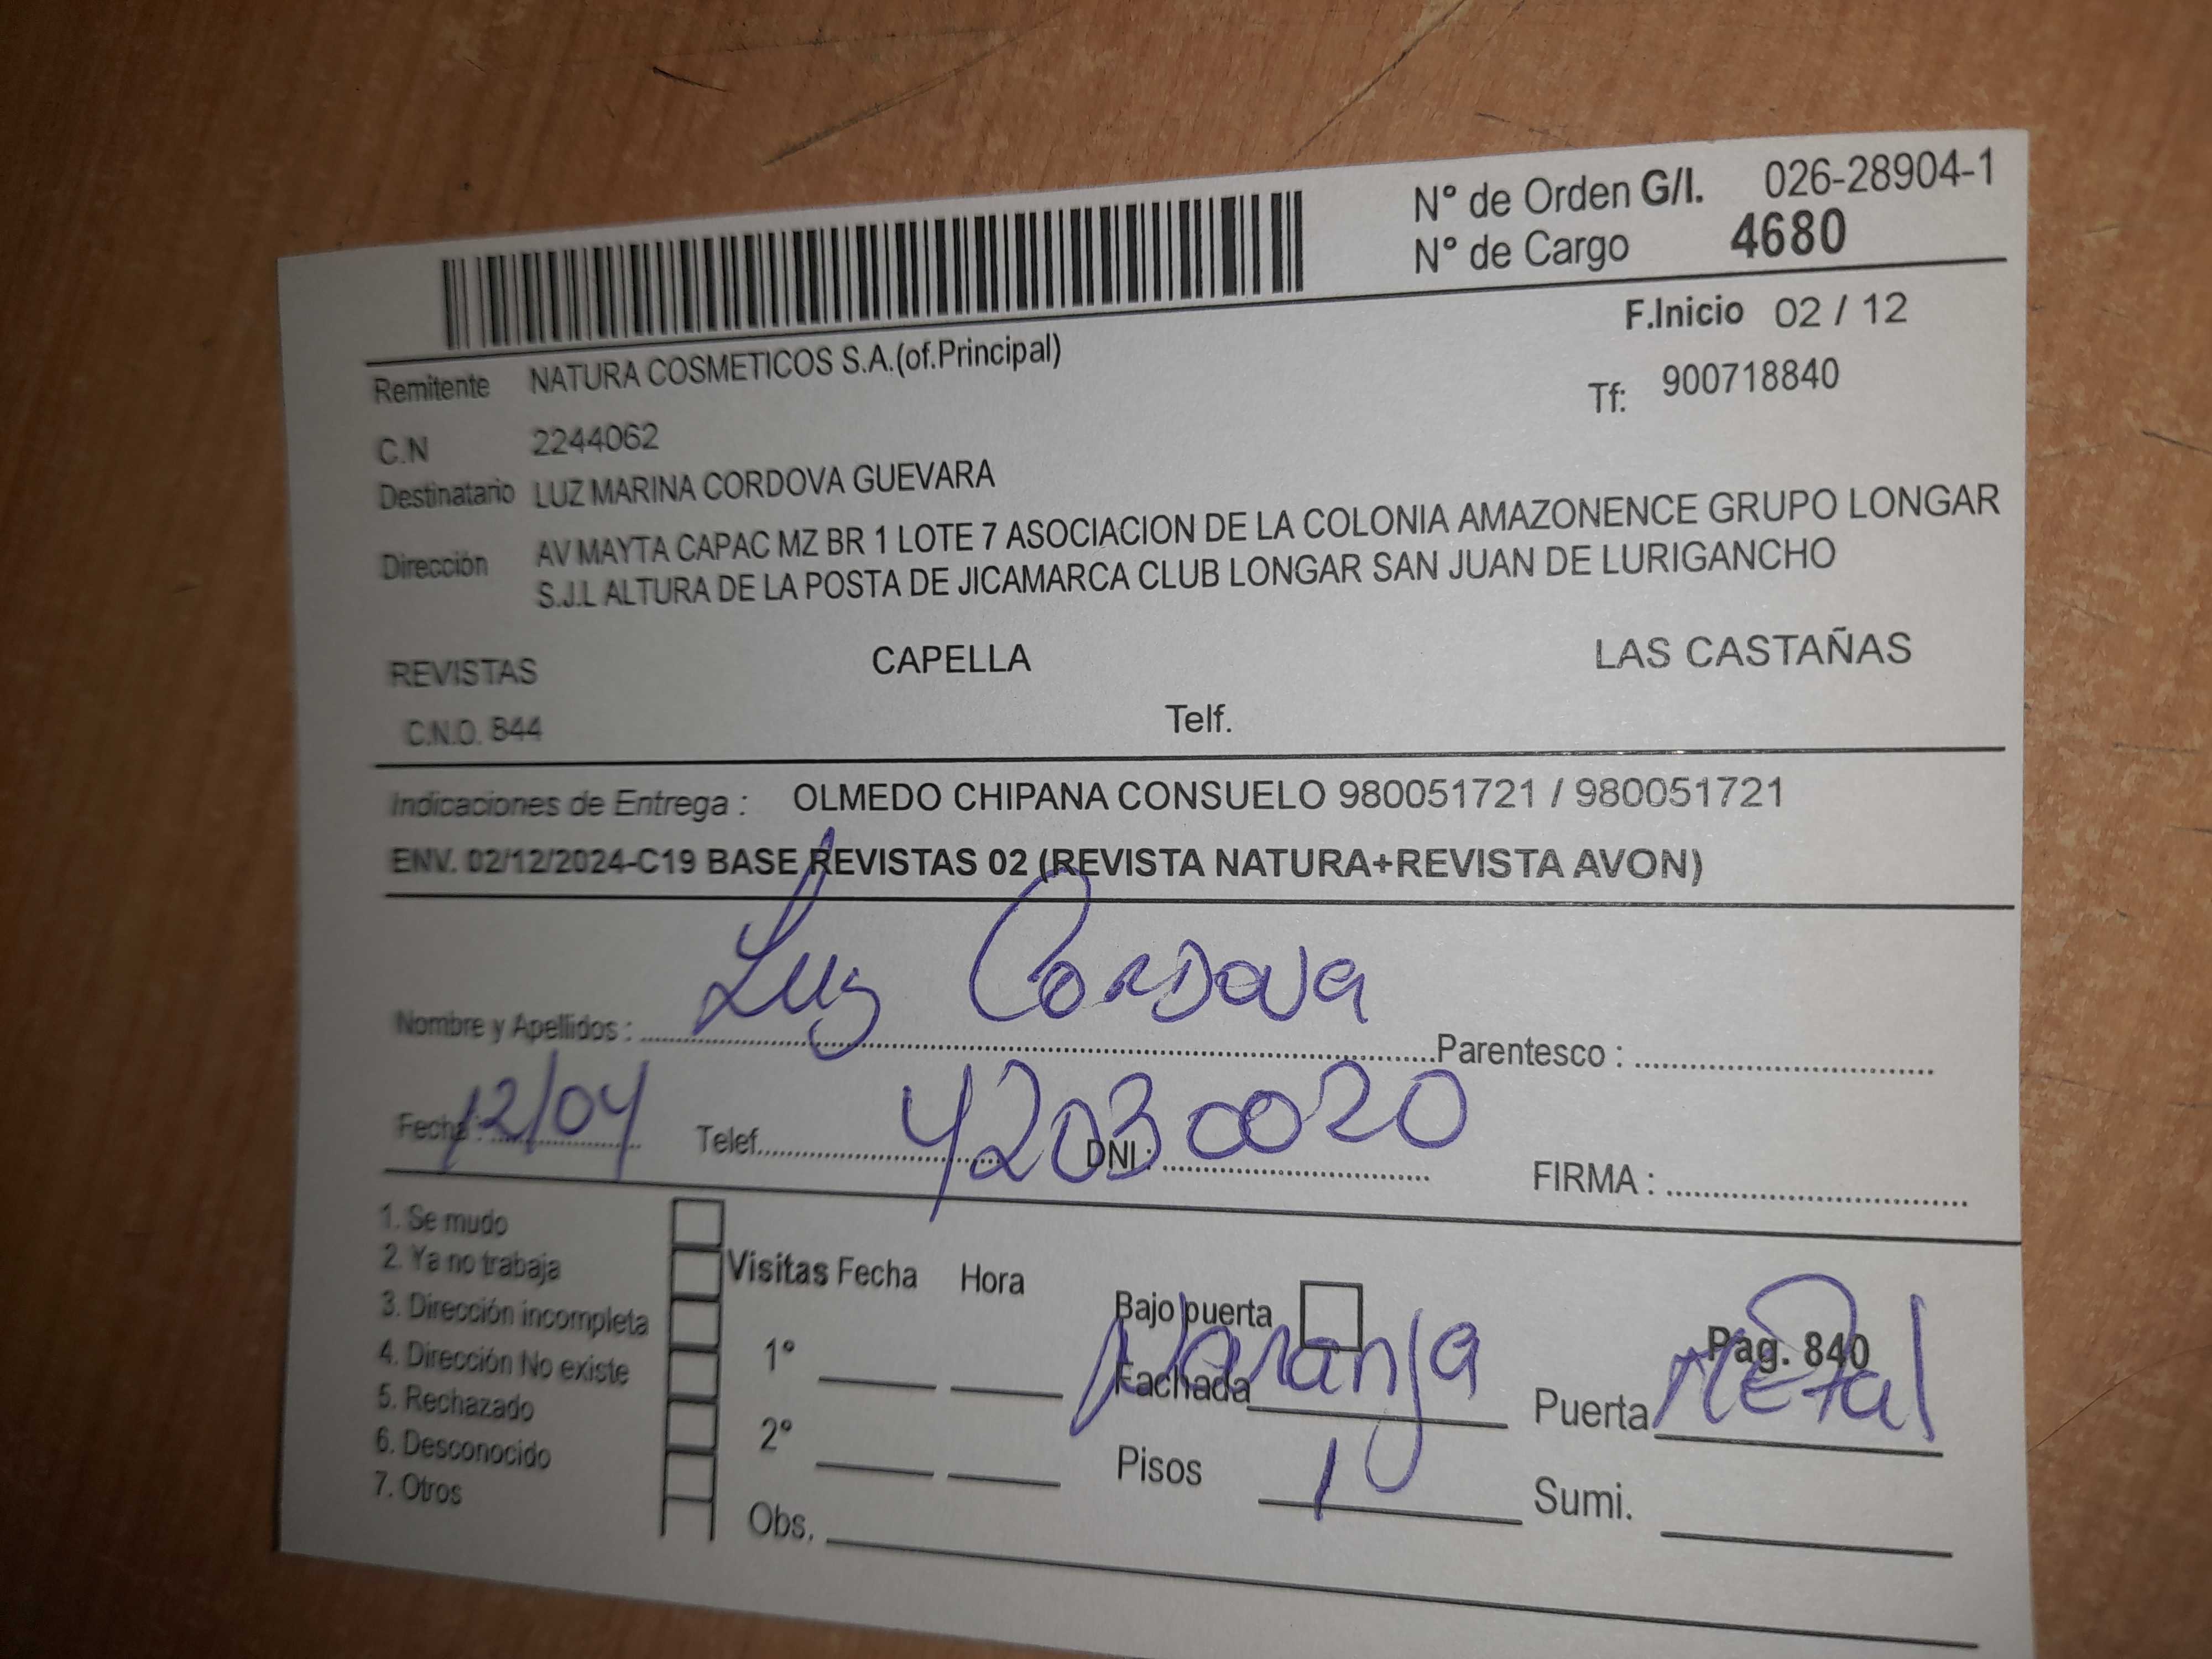 N° de Orden G/I. 026-28904-1
N° de Cargo 4680
F.Inicio 02 / 12
Remitente NATURA COSMETICOS S.A.(of.Principal)
Tf: 900718840
C.N 2244062
Destinatario LUZ MARINA CORDOVA GUEVARA
Dirección AV MAYTA CAPAC MZ BR 1 LOTE 7 ASOCIACION DE LA COLONIA AMAZONENCE GRUPO LONGAR
S.J.L ALTURA DE LA POSTA DE JICAMARCA CLUB LONGAR SAN JUAN DE LURIGANCHO
REVISTAS CAPELLA LAS CASTAÑAS
C.N.O. 844 Telf.
Indicaciones de Entrega : OLMEDO CHIPANA CONSUELO 980051721 / 980051721
ENV. 02/12/2024-C19 BASE REVISTAS 02 (REVISTA NATURA+REVISTA AVON)
Nombre y Apellidos : Luz Cordova Parentesco :
Fecha : 12/04 Telef. DNI : 42030020 FIRMA :
1. Se mudo
2. Ya no trabaja
3. Dirección incompleta
4. Dirección No existe
5. Rechazado
6. Desconocido
7. Otros
Visitas Fecha Hora
1°
2°
Obs.
Bajo puerta
Pag. 840
Fachada Naranja Puerta Metal
Pisos 1 Sumi.